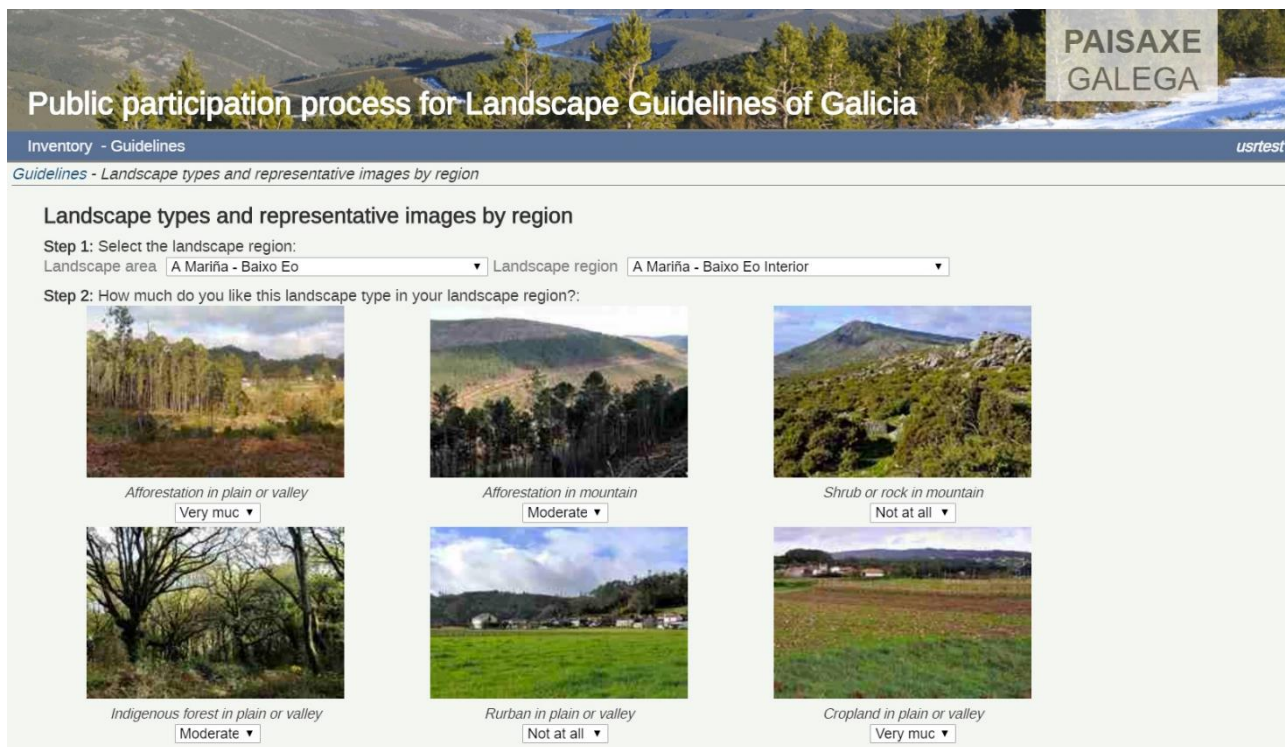 PAISAXE
GALEGA
Public participation process for Landscape Guidelines of Galicia
Inventory - Guidelines usrtest
Guidelines - Landscape types and representative images by region
Landscape types and representative images by region
Step 1: Select the landscape region:
Landscape area A Mariña - Baixo Eo Landscape region A Mariña - Baixo Eo Interior
Step 2: How much do you like this landscape type in your landscape region?:
Afforestation in plain or valley Afforestation in mountain Shrub or rock in mountain
Very muc Moderate Not at all
Indigenous forest in plain or valley Rurban in plain or valley Cropland in plain or valley
Moderate Not at all Very muc